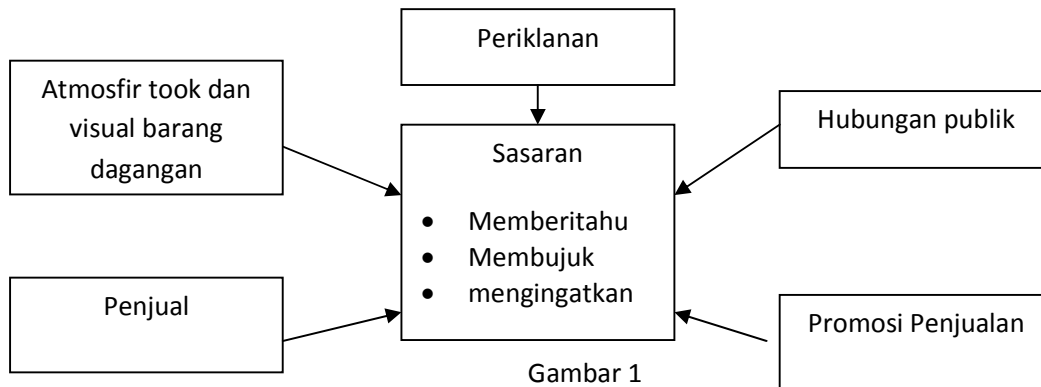 Periklanan
Atmosfir took dan
visual barang
dagangan
Hubungan publik
Sasaran
• Memberitahu
• Membujuk
• mengingatkan
Penjual
Promosi Penjualan
Gambar 1